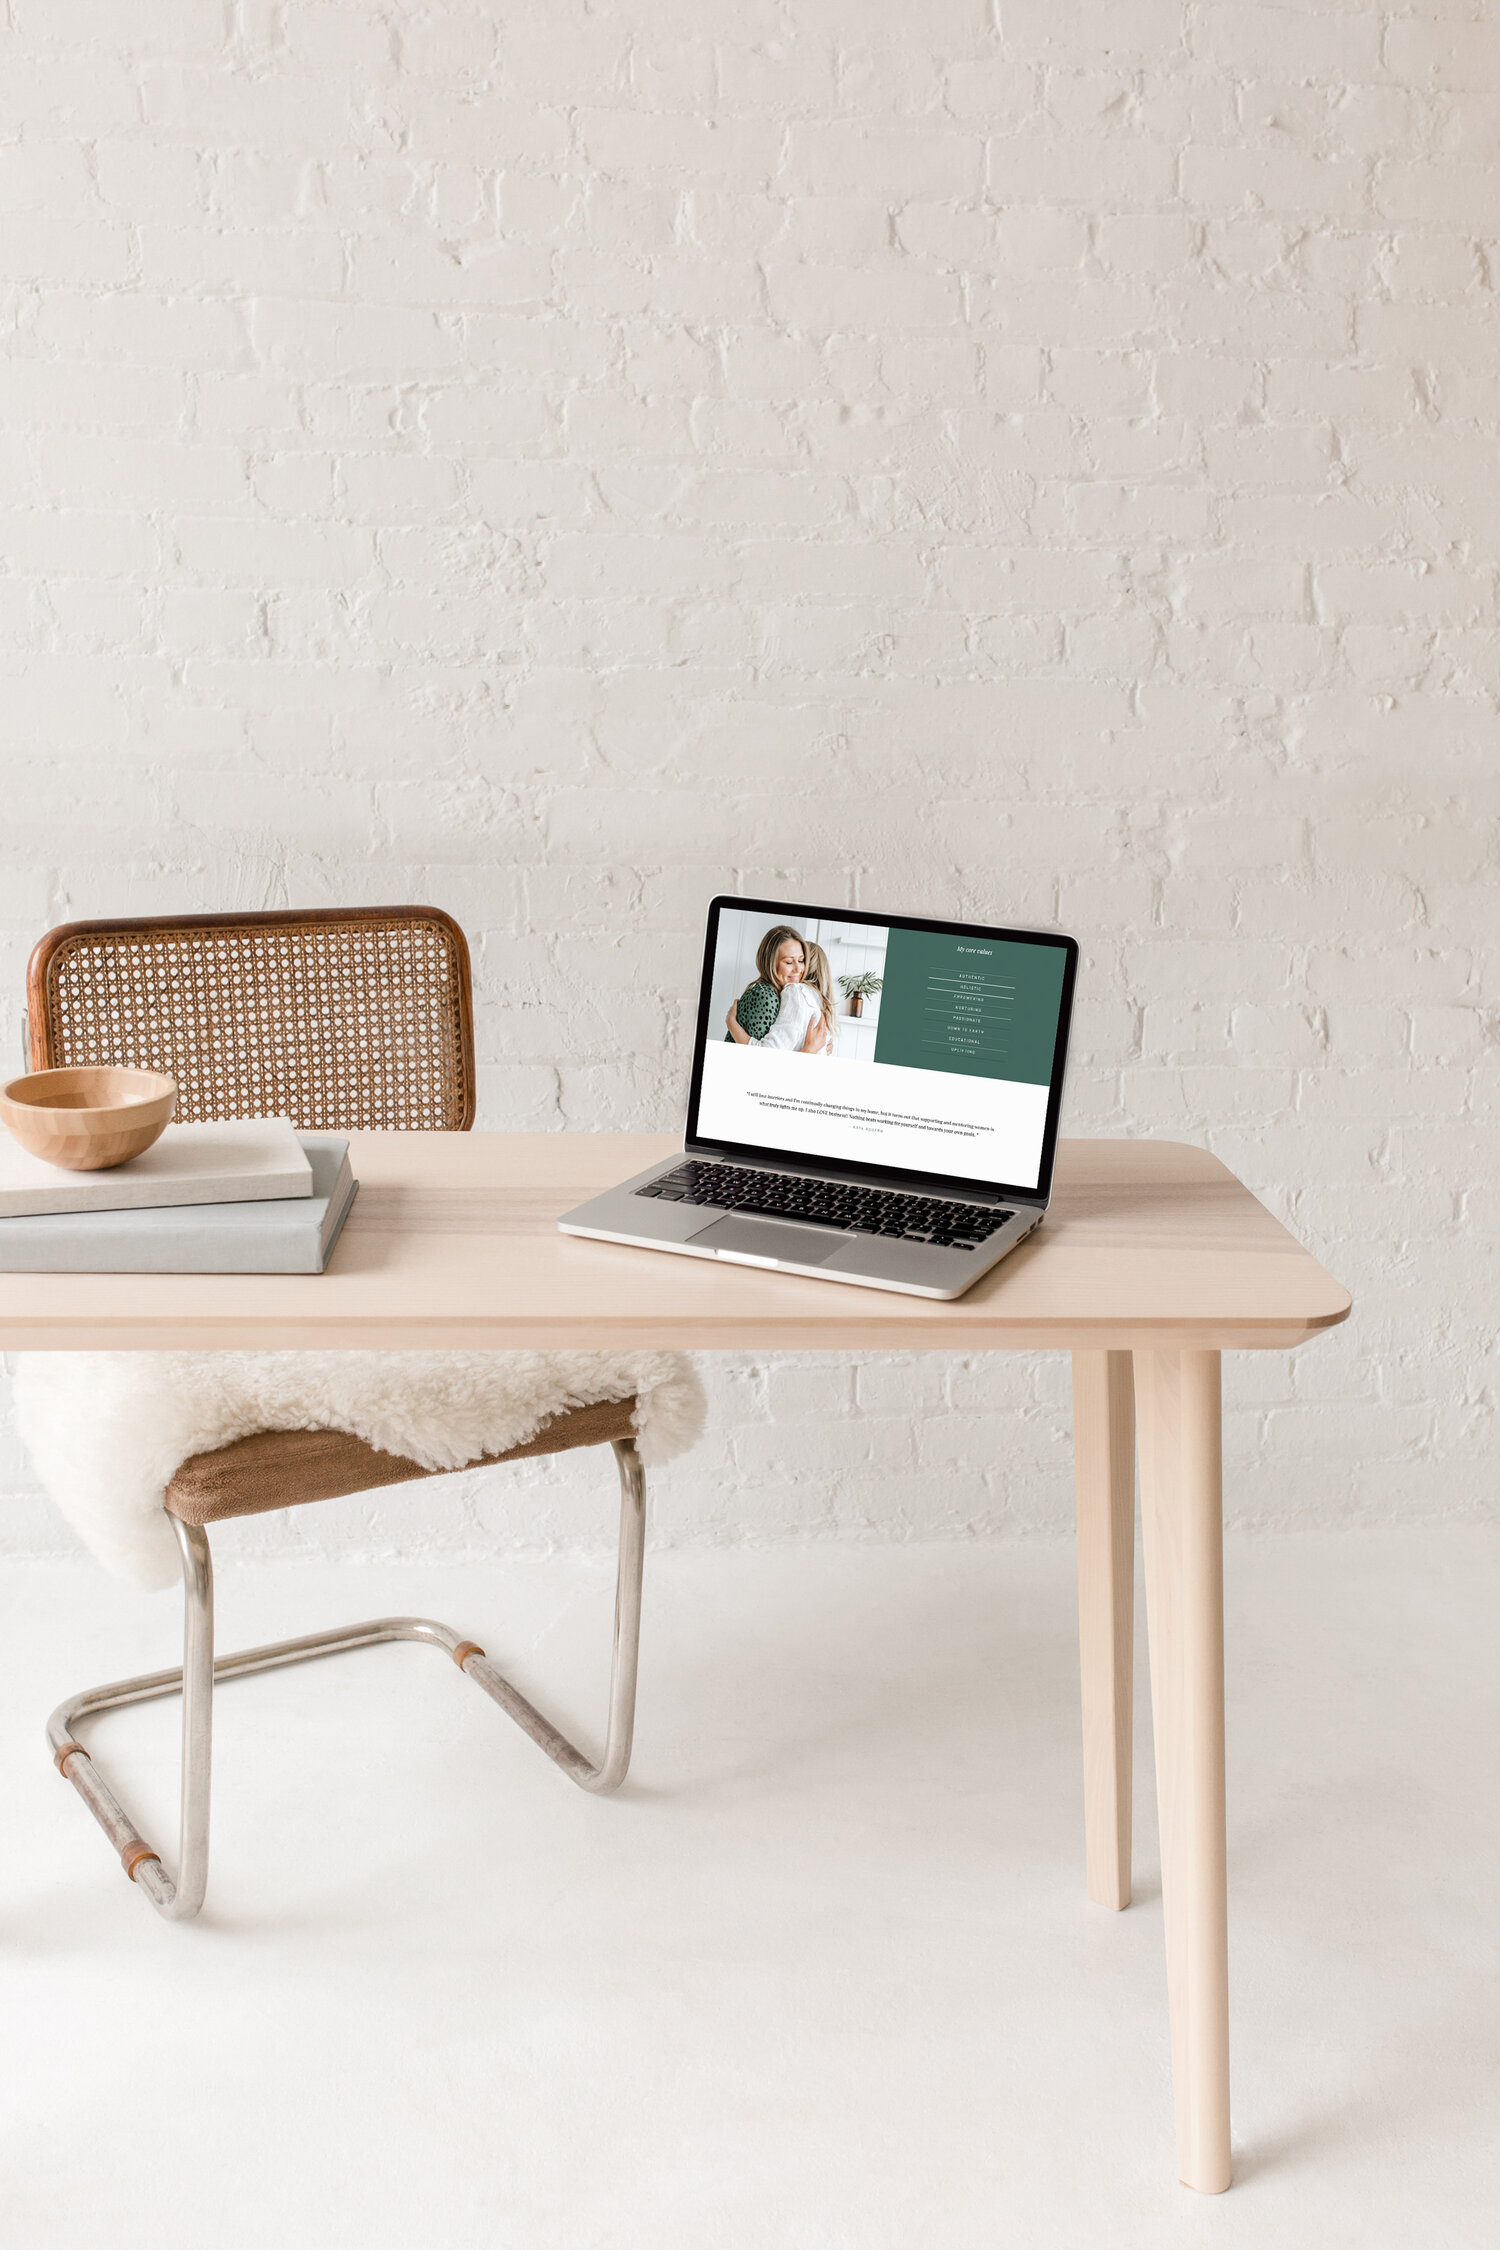 My core values
AUTHENTIC
HOLISTIC
EMPOWERING
NURTURING
PASSIONATE
DOWN TO EARTH
EDUCATIONAL
UPLIFTING
"I still love interiors and I'm continually changing things in my home, but it turns out that supporting and mentoring women is
what truly lights me up. I also LOVE business! Nothing beats working for yourself and towards your own goals. "